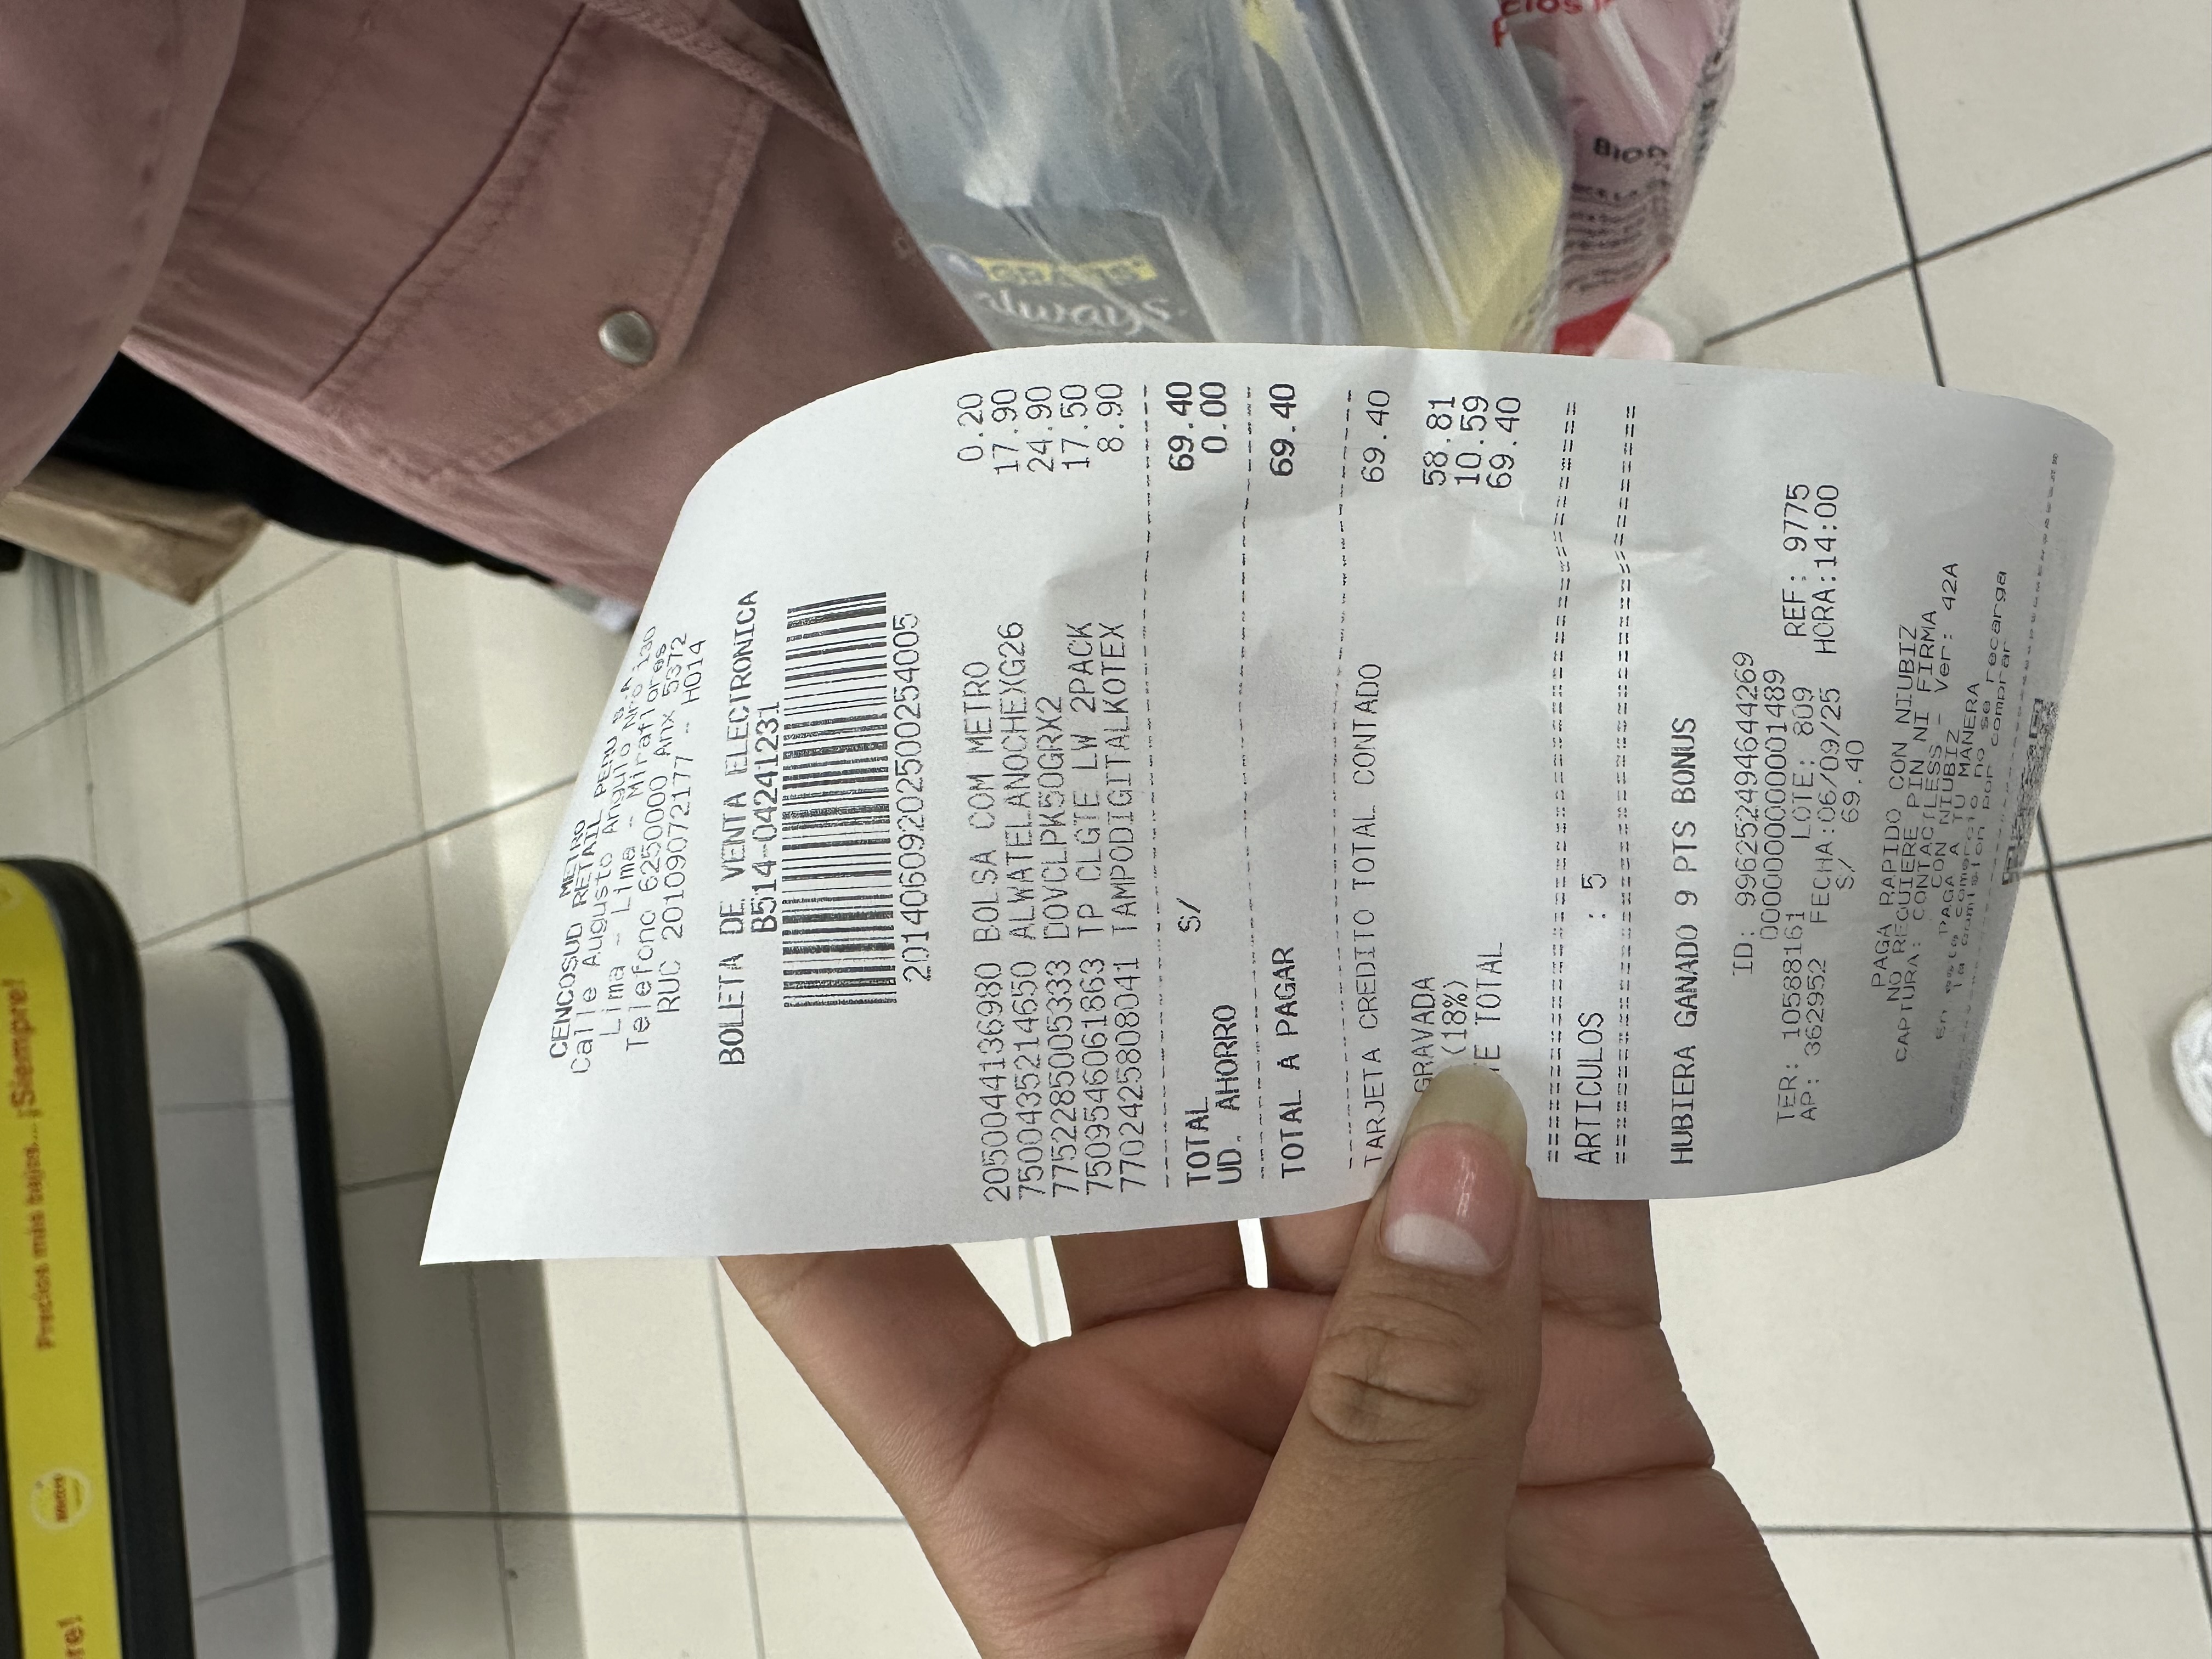 re!
Precios más bajos... ¡Siempre!
METRO
CENCOSUD RETAIL PERU S.A.
Calle Augusto Angulo Nro 130
Lima - Lima - Miraflores
Telefono 6250000 Anx 5372
RUC 20109072177 - H014
BOLETA DE VENTA ELECTRONICA
B514-04241231
20140609202500254005
2050044136980 BOLSA COM METRO 0.20
7500435214650 ALWATELANOCHEXG26 17.90
7752285005333 DOVCLPK50GRX2 24.90
7509546061863 TP CLGTE LW 2PACK 17.50
7702425808041 TAMPODIGITALKOTEX 8.90
TOTAL S/ 69.40
UD. AHORRO 0.00
TOTAL A PAGAR 69.40
TARJETA CREDITO TOTAL CONTADO 69.40
GRAVADA 58.81
(18%) 10.59
TE TOTAL 69.40
ARTICULOS : 5
HUBIERA GANADO 9 PTS BONUS
ID: 996252494644269
0000000000001489
TER: 10588161 LOTE: 809 REF: 9775
AP: 362952 FECHA:06/09/25 HORA:14:00
S/ 69.40
PAGA RAPIDO CON NIUBIZ
NO REQUIERE PIN NI FIRMA
CAPTURA: CONTACTLESS - Ver: 42A
CON NIUBIZ
PAGA A TU MANERA
En este comercio no se recarga
la comision por comprar
always